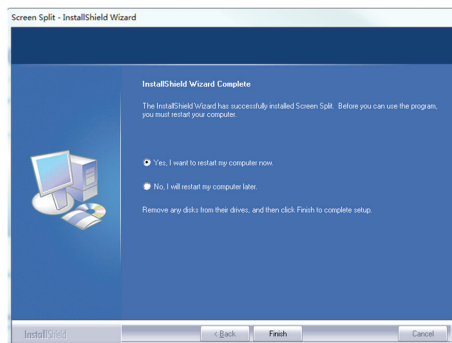 Screen Split - InstallShield Wizard
InstallShield Wizard Complete
The InstallShield Wizard has successfully installed Screen Split. Before you can use the program,
you must restart your computer.
Yes, I want to restart my computer now.
No, I will restart my computer later.
Remove any disks from their drives, and then click Finish to complete setup.
InstallShield
< Back
Finish
Cancel